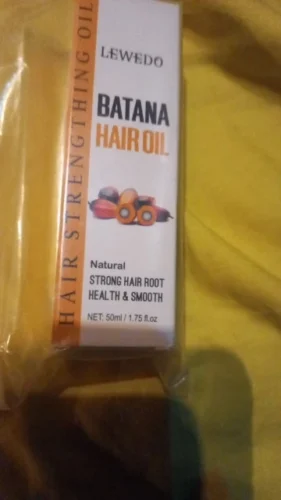 HAIR STRENGTHING OIL
LEWEDO
BATANA
HAIR OIL
Natural
STRONG HAIR ROOT
HEALTH & SMOOTH
NET: 50ml / 1.75 fl.oz